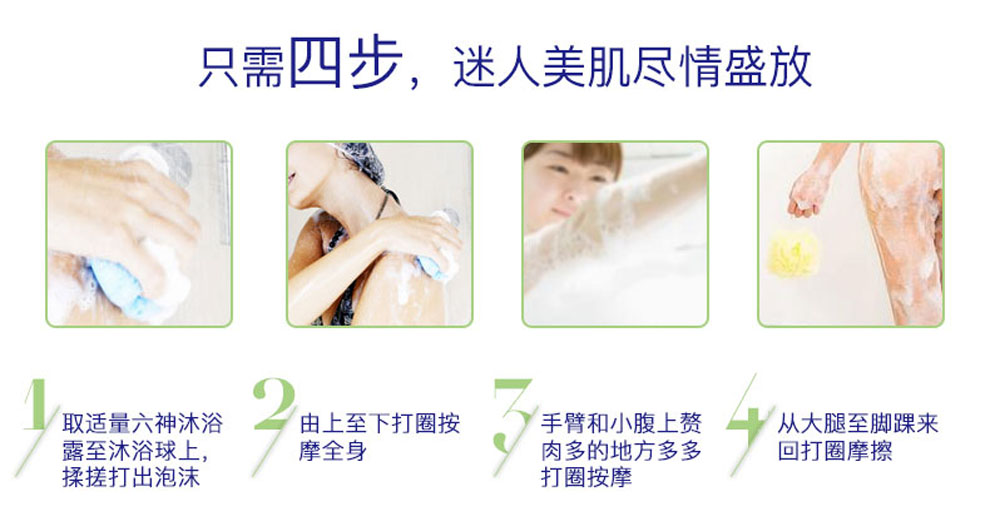 只需四步，迷人美肌尽情盛放
1
取适量六神沐浴
露至沐浴球上，
揉搓打出泡沫
2
由上至下打圈按
摩全身
3
手臂和小腹上赘
肉多的地方多多
打圈按摩
4
从大腿至脚踝来
回打圈摩擦